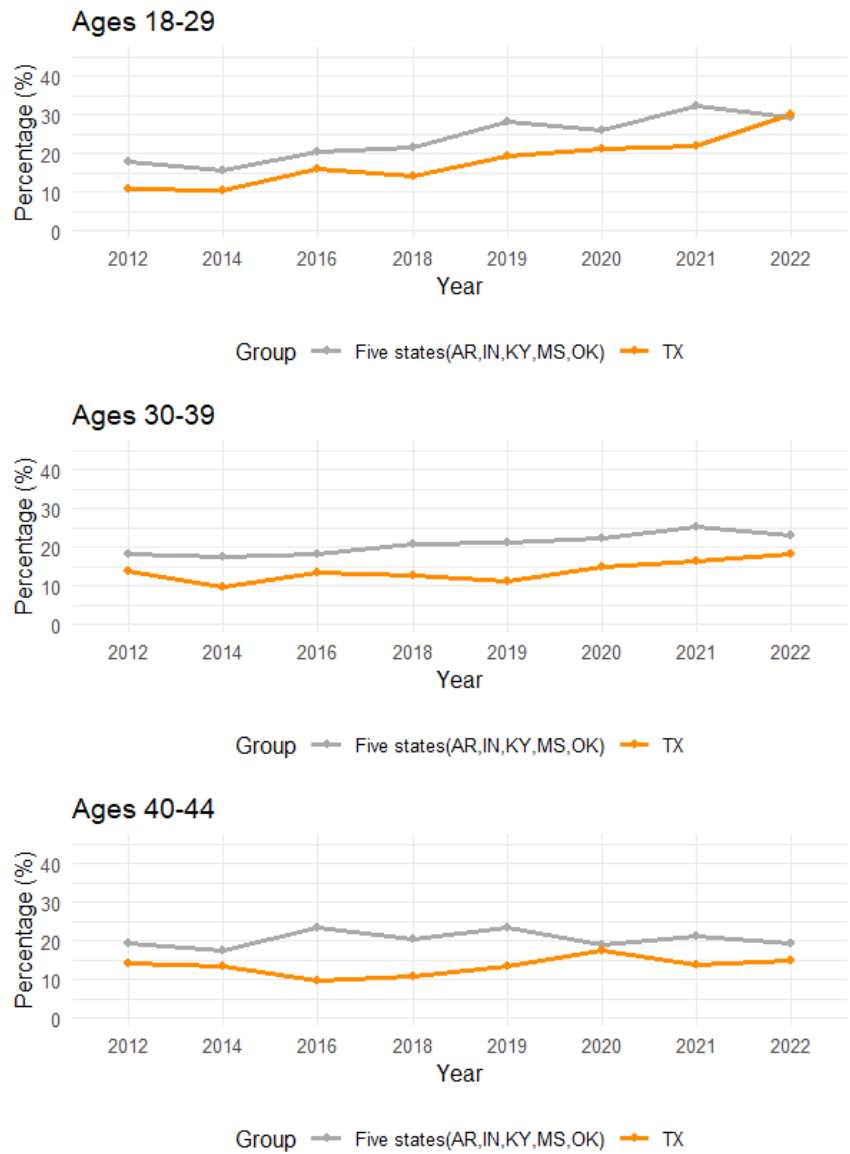 Ages 18-29
Percentage (%)
40
30
20
10
0
2012 2014 2016 2018 2019 2020 2021 2022
Year
Group Five states(AR,IN,KY,MS,OK) TX
Ages 30-39
Percentage (%)
40
30
20
10
0
2012 2014 2016 2018 2019 2020 2021 2022
Year
Group Five states(AR,IN,KY,MS,OK) TX
Ages 40-44
Percentage (%)
40
30
20
10
0
2012 2014 2016 2018 2019 2020 2021 2022
Year
Group Five states(AR,IN,KY,MS,OK) TX